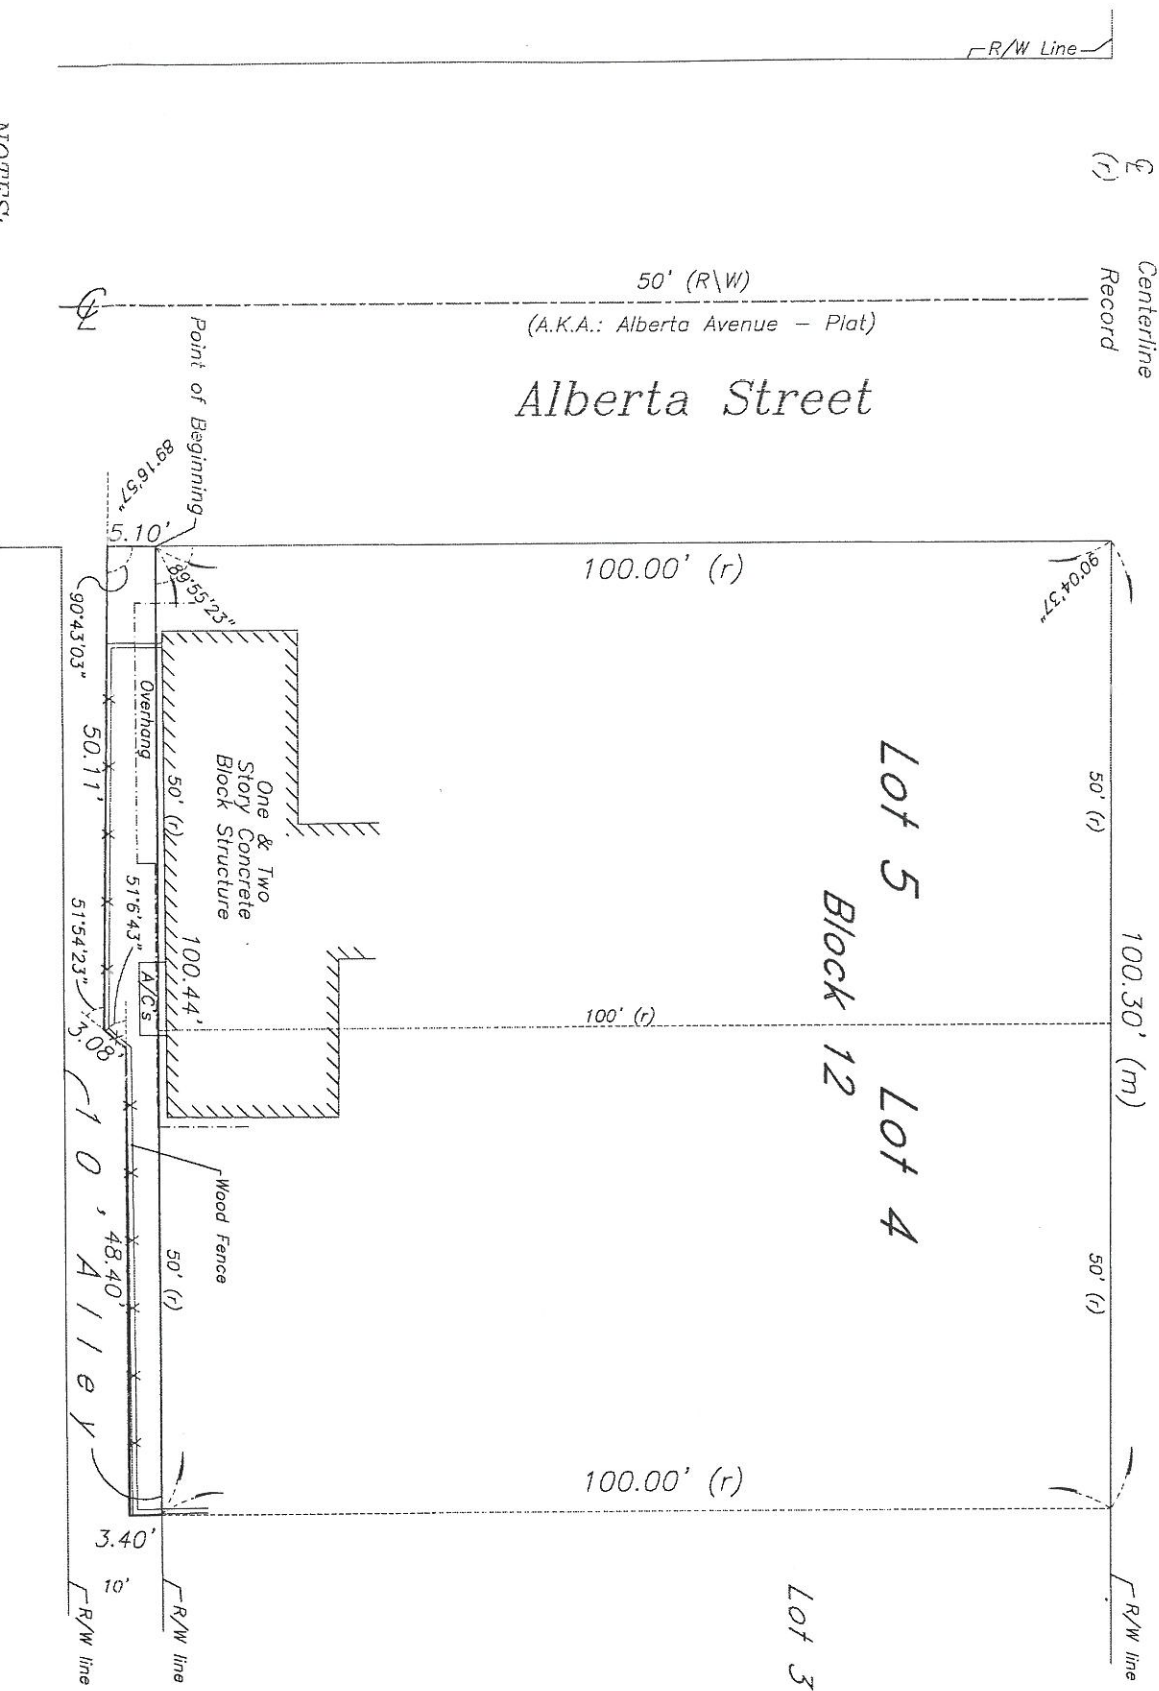 R/W Line
℄
(r)
Centerline
Record
50' (R\W)
(A.K.A.: Alberta Avenue - Plat)
Alberta Street
℄
NOTES:
Point of Beginning
89°16'57"
5.10'
89°55'23"
90°43'03"
100.00' (r)
90°04'37"
Lot 5
Block 12
Lot 4
50' (r)
100.30' (m)
50' (r)
100' (r)
One & Two
Story Concrete
Block Structure
50' (r)
100.44'
Overhang
A/C's
50.11'
51°6'43"
51°54'23"
3.08'
10' Alley
48.40'
Wood Fence
50' (r)
100.00' (r)
3.40'
10'
R/W line
R/W line
R/W line
Lot 3